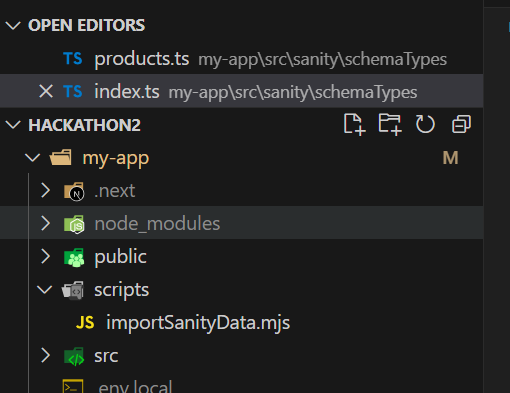 OPEN EDITORS
TS products.ts my-app\src\sanity\schemaTypes
TS index.ts my-app\src\sanity\schemaTypes
HACKATHON2
my-app M
.next
node_modules
public
scripts
JS importSanityData.mjs
src
.env.local